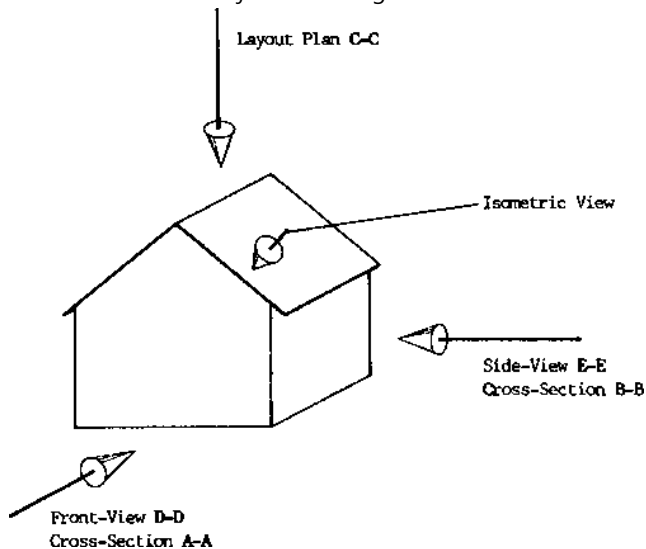 Layout Plan C-C
Isometric View
Side-View E-E
Cross-Section B-B
Front-View D-D
Cross-Section A-A